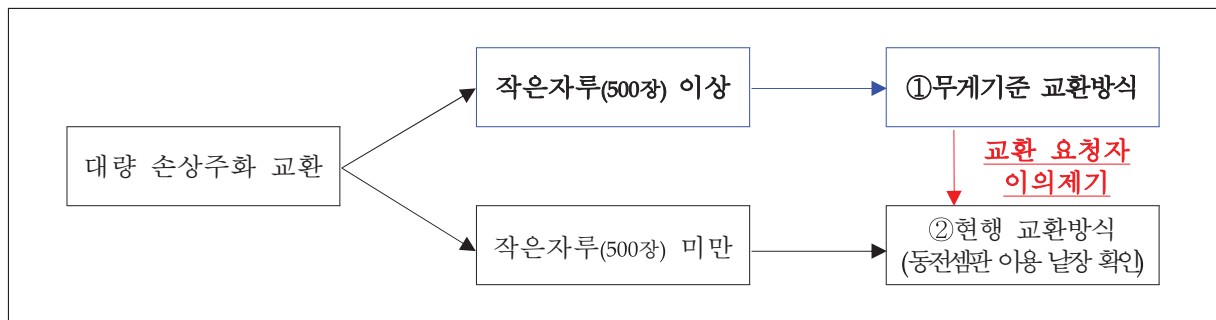 작은자루(500장) 이상
①무게기준 교환방식
대량 손상주화 교환
교환 요청자
이의제기
작은자루(500장) 미만
②현행 교환방식
(동전셈판 이용 낱장 확인)